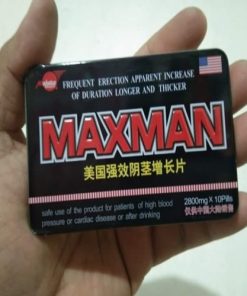 FREQUENT ERECTION APPARENT INCREASE
OF DURATION LONGER AND THICKER
MAXMAN
美国强效阴茎增长片
safe use of the product for patients of high blood
pressure or cardiac disease or after drinking
2800mg X 10Pills